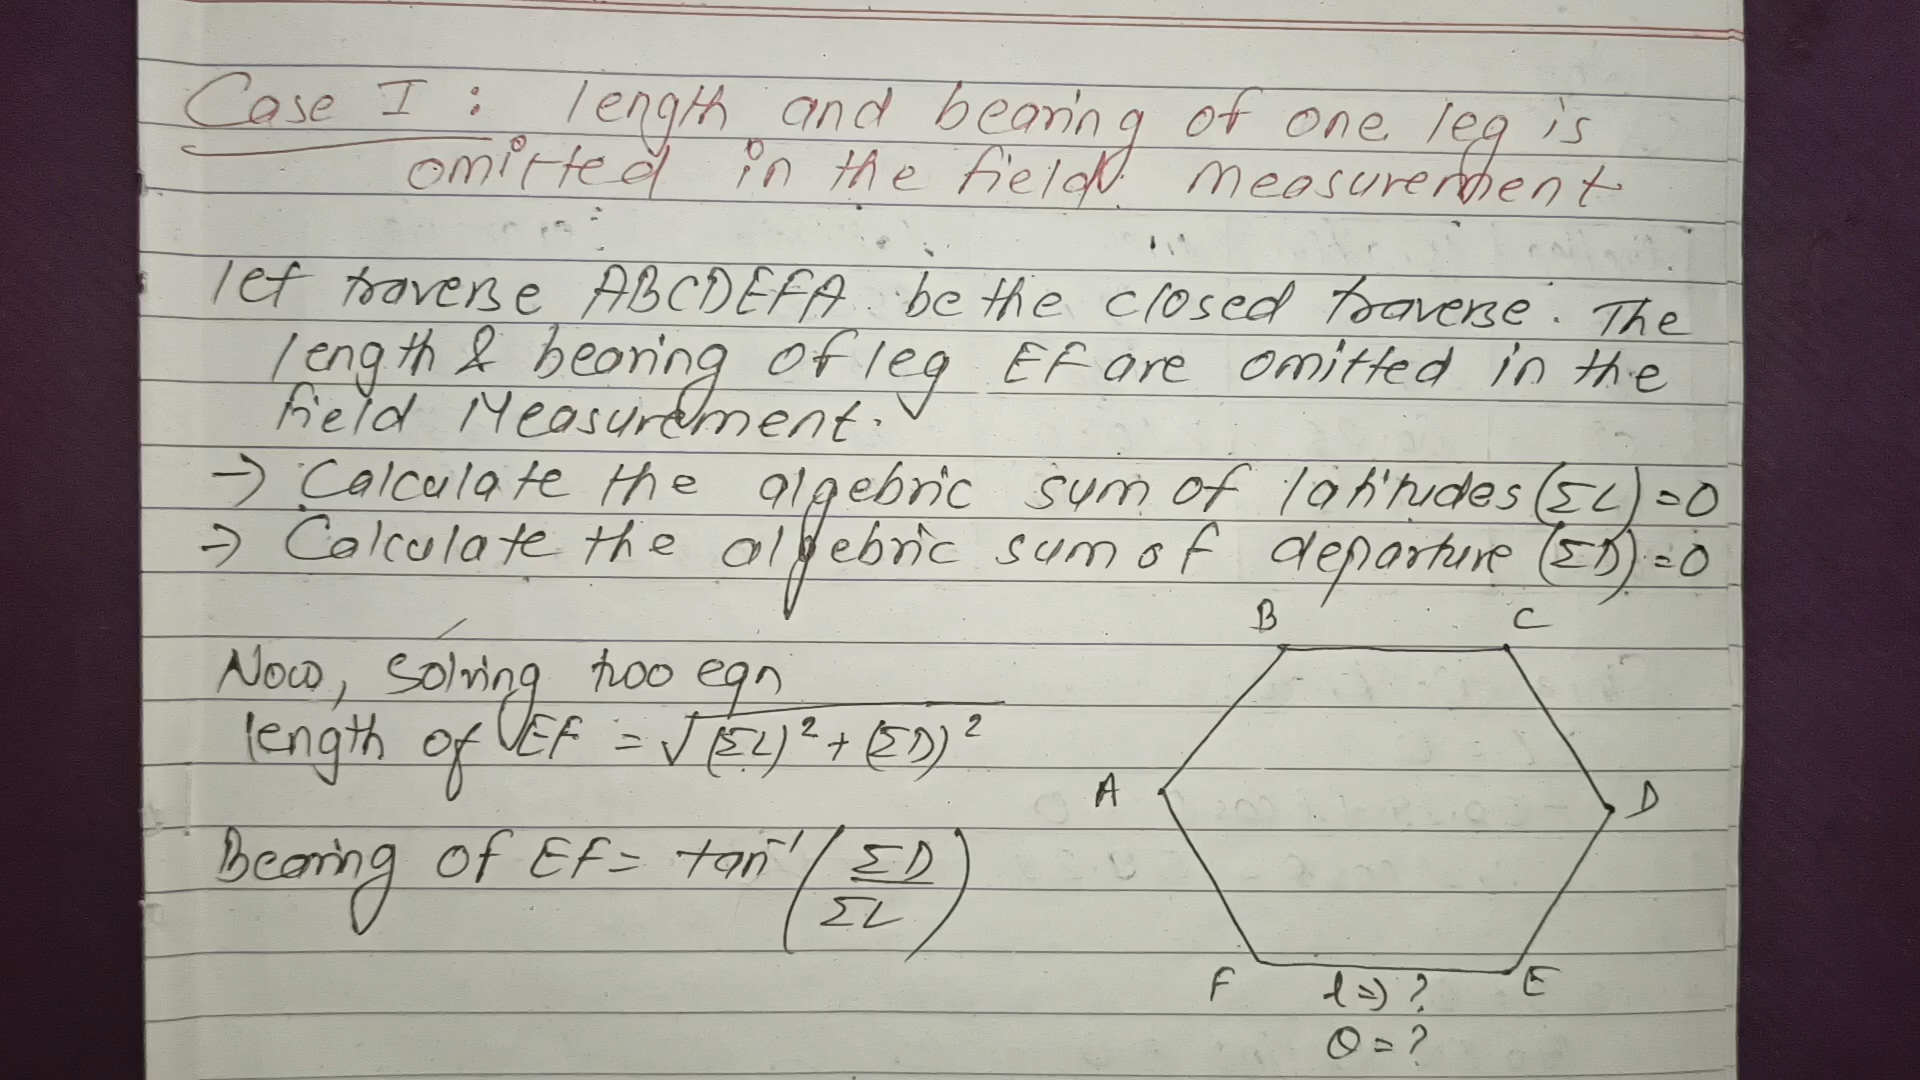 Case I : length and bearing of one leg is
omitted in the field measurement
let traverse ABCDEFA be the closed traverse. The
length & bearing of leg EF are omitted in the
field Measurement.
→ Calculate the algebric sum of latitudes (ΣL) = 0
→ Calculate the algebric sum of departure (ΣD) = 0
Now, solving two eqn
length of EF = √(ΣL)² + (ΣD)²
Bearing of EF = tan⁻¹ (ΣD/ΣL)
B C
A D
F E
l => ?
θ = ?